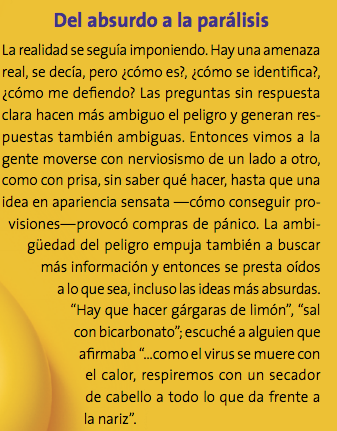 Del absurdo a la parálisis
La realidad se seguía imponiendo. Hay una amenaza
real, se decía, pero ¿cómo es?, ¿cómo se identifica?,
¿cómo me defiendo? Las preguntas sin respuesta
clara hacen más ambiguo el peligro y generan res-
puestas también ambiguas. Entonces vimos a la
gente moverse con nerviosismo de un lado a otro,
como con prisa, sin saber qué hacer, hasta que una
idea en apariencia sensata —cómo conseguir pro-
visiones—provocó compras de pánico. La ambi-
güedad del peligro empuja también a buscar
más información y entonces se presta oídos
a lo que sea, incluso las ideas más absurdas.
“Hay que hacer gárgaras de limón”, “sal
con bicarbonato”; escuché a alguien que
afirmaba “...como el virus se muere con
el calor, respiremos con un secador
de cabello a todo lo que da frente a
la nariz”.